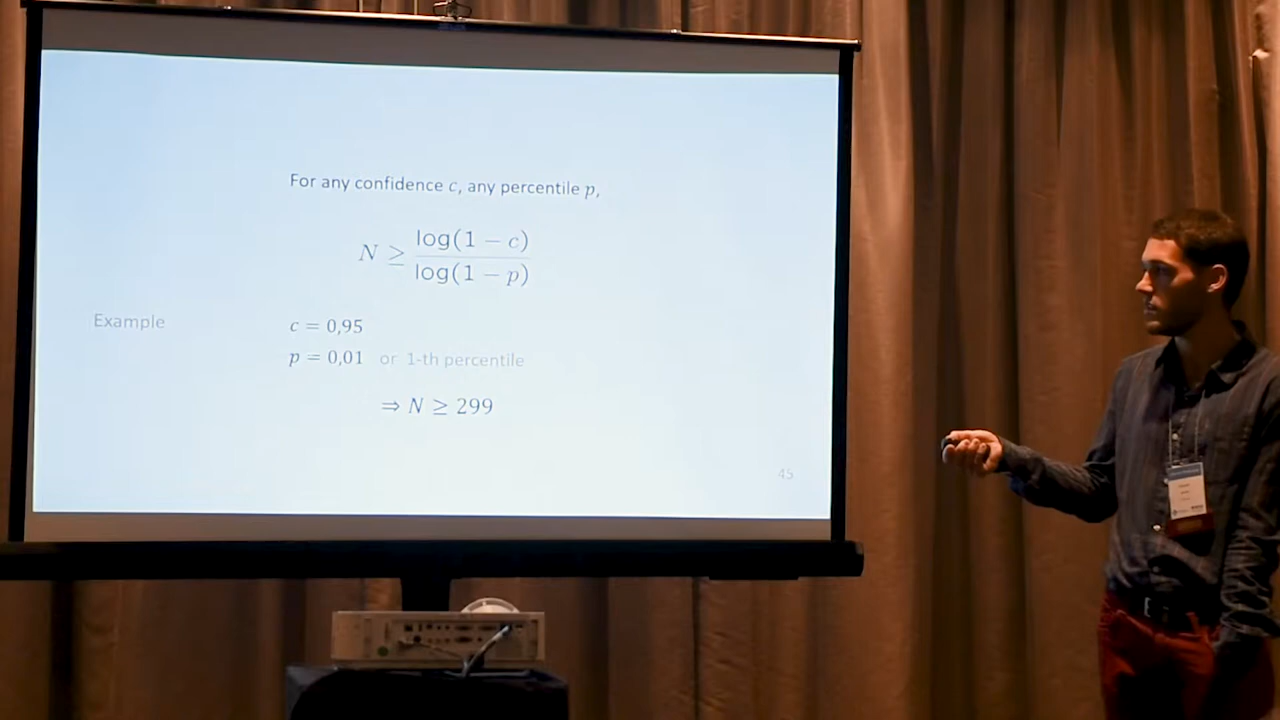 For any confidence c, any percentile p,
N ≥ log(1 − c) / log(1 − p)
Example
c = 0,95
p = 0,01 or 1-th percentile
⇒ N ≥ 299
45